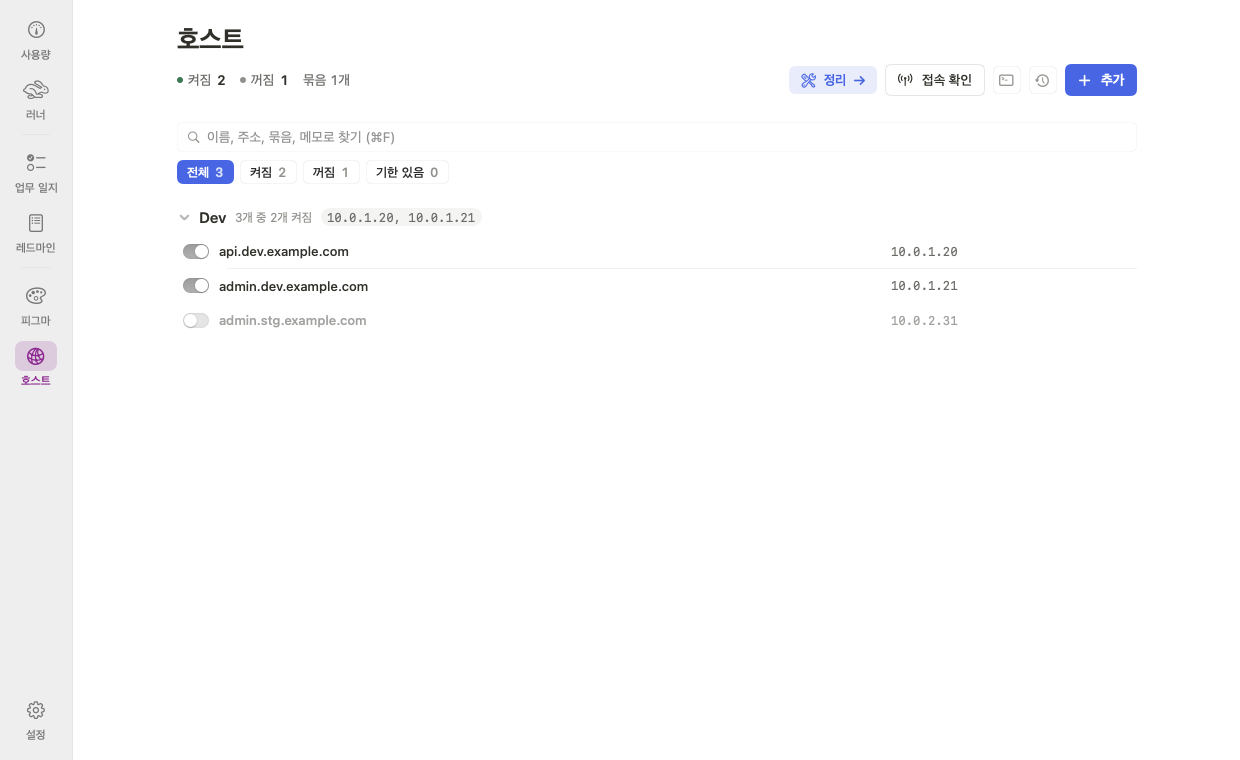 호스트
켜짐 2 꺼짐 1 묶음 1개
정리 → 접속 확인 + 추가
이름, 주소, 묶음, 메모로 찾기 (⌘F)
전체 3 켜짐 2 꺼짐 1 기한 있음 0
Dev 3개 중 2개 켜짐 10.0.1.20, 10.0.1.21
api.dev.example.com 10.0.1.20
admin.dev.example.com 10.0.1.21
admin.stg.example.com 10.0.2.31
사용량
러너
업무 일지
레드마인
피그마
호스트
설정